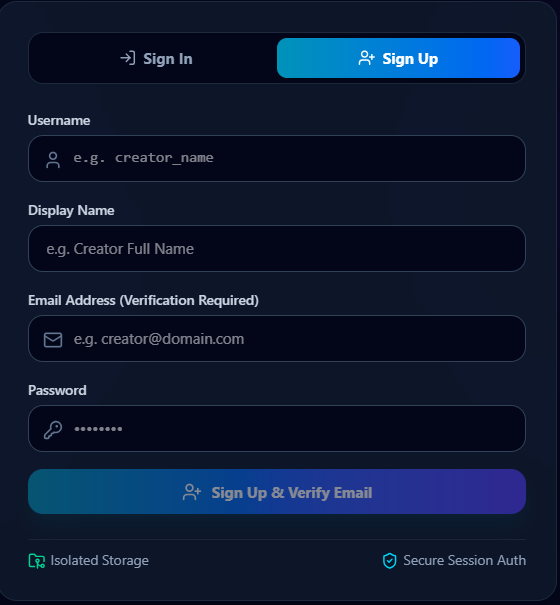 Sign In
Sign Up
Username
e.g. creator_name
Display Name
e.g. Creator Full Name
Email Address (Verification Required)
e.g. creator@domain.com
Password
••••••••
Sign Up & Verify Email
Isolated Storage
Secure Session Auth